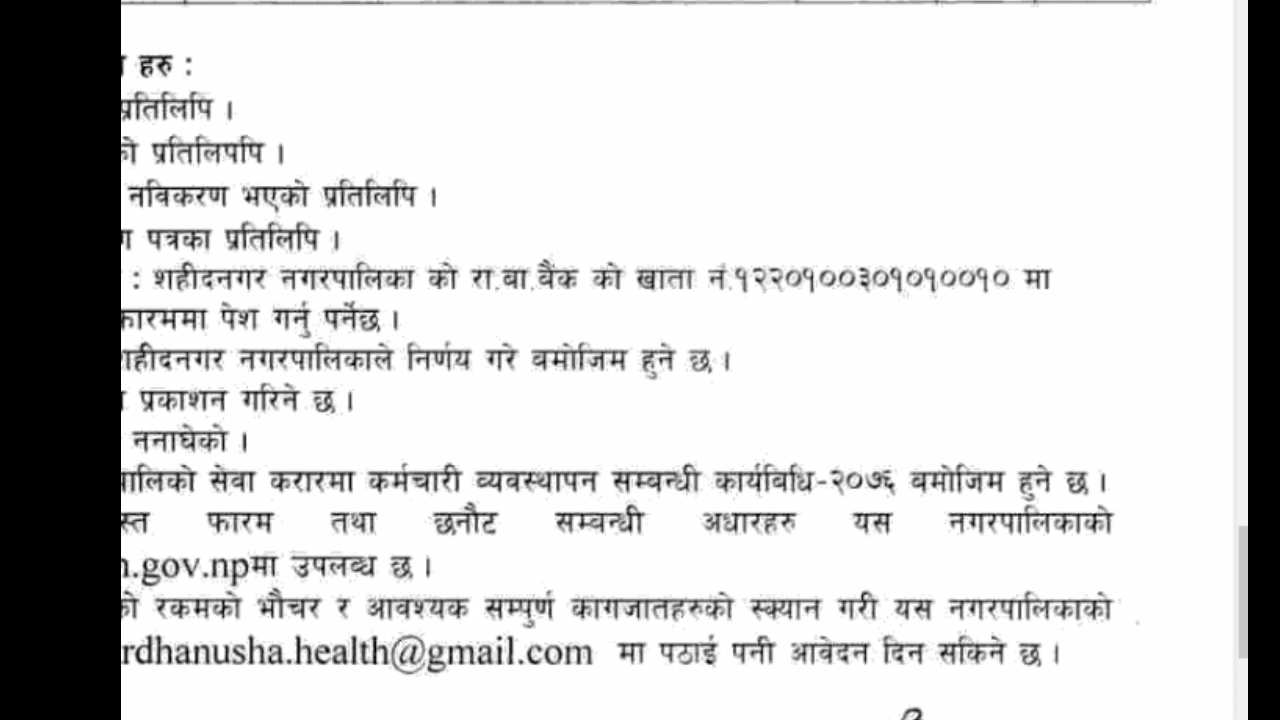 हरु :
प्रतिलिपि ।
को प्रतिलिपपि ।
नविकरण भएको प्रतिलिपि ।
पत्रका प्रतिलिपि ।
: शहीदनगर नगरपालिका को रा.बा.बैंक को खाता नं.१२२०१००३०१०१००१० मा
फारममा पेश गर्नु पर्नेछ ।
शहीदनगर नगरपालिकाले निर्णय गरे बमोजिम हुने छ ।
प्रकाशन गरिने छ ।
ननाघेको ।
पालिको सेवा करारमा कर्मचारी व्यवस्थापन सम्बन्धी कार्यबिधि-२०७६ बमोजिम हुने छ ।
स्त फारम तथा छनौट सम्बन्धी अधारहरु यस नगरपालिकाको
n.gov.npमा उपलब्ध छ ।
को रकमको भौचर र आवश्यक सम्पुर्ण कागजातहरुको स्क्यान गरी यस नगरपालिकाको
rdhanusha.health@gmail.com मा पठाई पनी आवेदन दिन सकिने छ ।